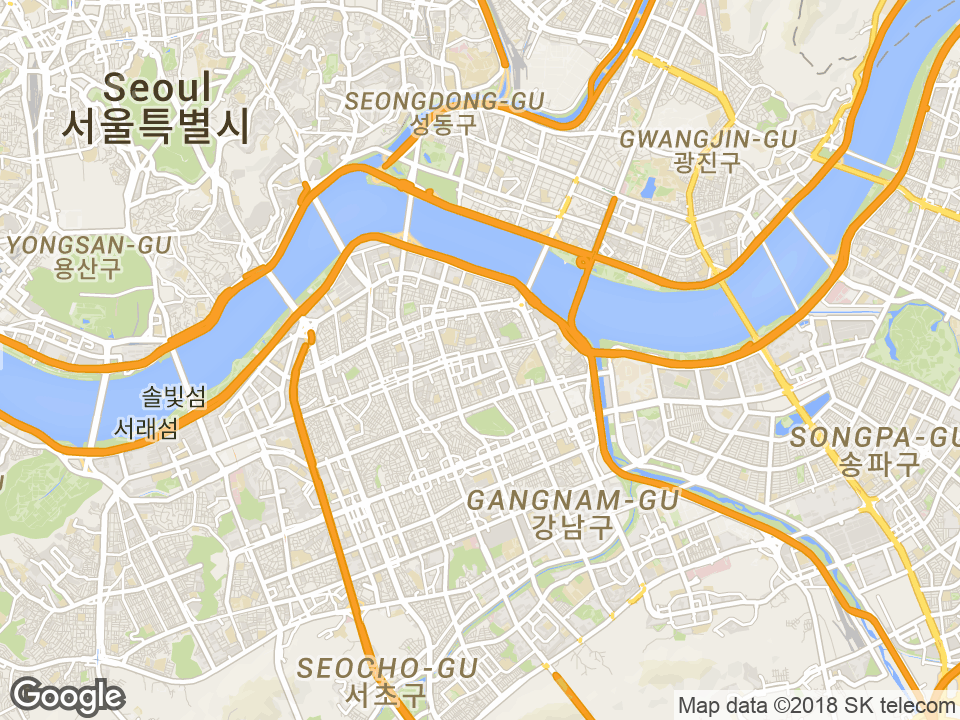 Seoul
서울특별시
SEONGDONG-GU
성동구
GWANGJIN-GU
광진구
YONGSAN-GU
용산구
솔빛섬
서래섬
SONGPA-GU
송파구
GANGNAM-GU
강남구
SEOCHO-GU
서초구
Google
Map data ©2018 SK telecom